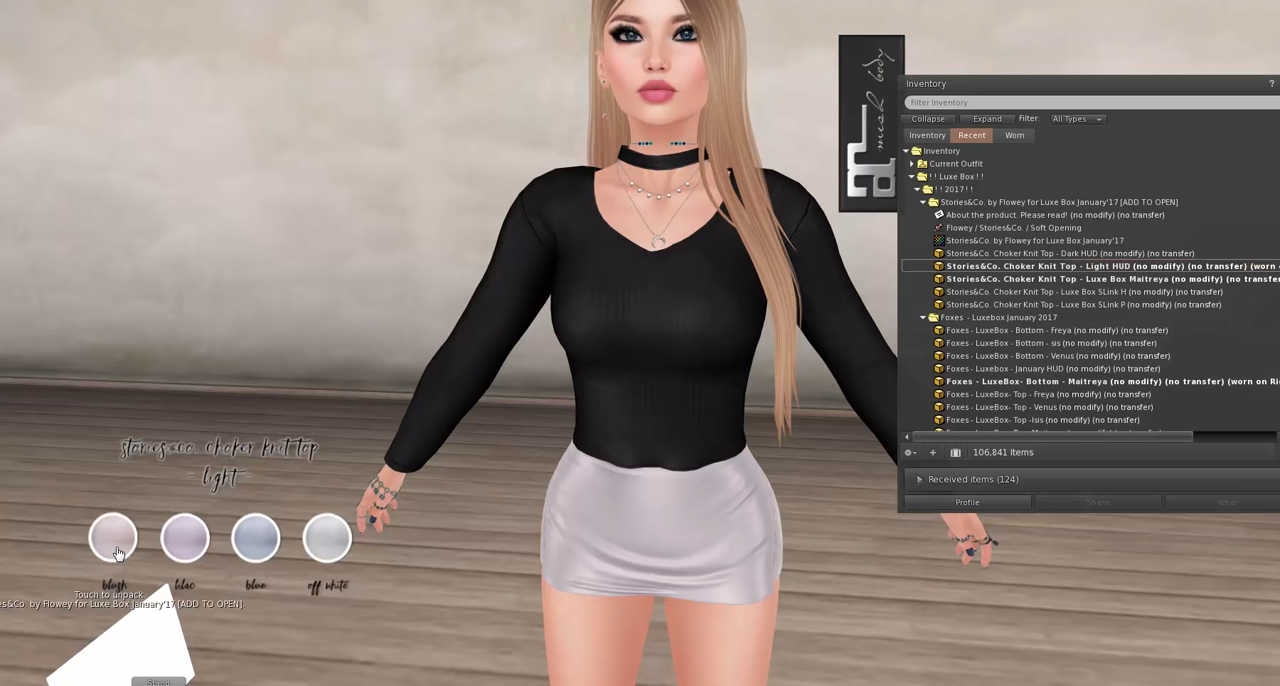 mesh body
Inventory
?
Filter Inventory
Collapse Expand Filter: All Types
Inventory Recent Worn
Inventory
Current Outfit
! ! Luxe Box ! !
! ! 2017 ! !
Stories&Co. by Flowey for Luxe Box January'17 [ADD TO OPEN]
About the product. Please read! (no modify) (no transfer)
Flowey / Stories&Co. / Soft Opening
Stories&Co. by Flowey for Luxe Box January'17
Stories&Co. Choker Knit Top - Dark HUD (no modify) (no transfer)
Stories&Co. Choker Knit Top - Light HUD (no modify) (no transfer) (worn
Stories&Co. Choker Knit Top - Luxe Box Maitreya (no modify) (no transfer
Stories&Co. Choker Knit Top - Luxe Box SLink H (no modify) (no transfer)
Stories&Co. Choker Knit Top - Luxe Box SLink P (no modify) (no transfer)
Foxes - Luxebox January 2017
Foxes - LuxeBox - Bottom - Freya (no modify) (no transfer)
Foxes - LuxeBox - Bottom - sis (no modify) (no transfer)
Foxes - LuxeBox - Bottom - Venus (no modify) (no transfer)
Foxes - Luxebox - January HUD (no modify) (no transfer)
Foxes - LuxeBox- Bottom - Maitreya (no modify) (no transfer) (worn on Ri
Foxes - LuxeBox- Top - Freya (no modify) (no transfer)
Foxes - LuxeBox- Top - Venus (no modify) (no transfer)
Foxes - LuxeBox- Top -Isis (no modify) (no transfer)
106,841 items
Received items (124)
Profile Share Wear
stories&co. choker knit top
- light -
blush lilac blue off white
Touch to unpack
es&Co. by Flowey for Luxe Box January'17 [ADD TO OPEN].
Stand